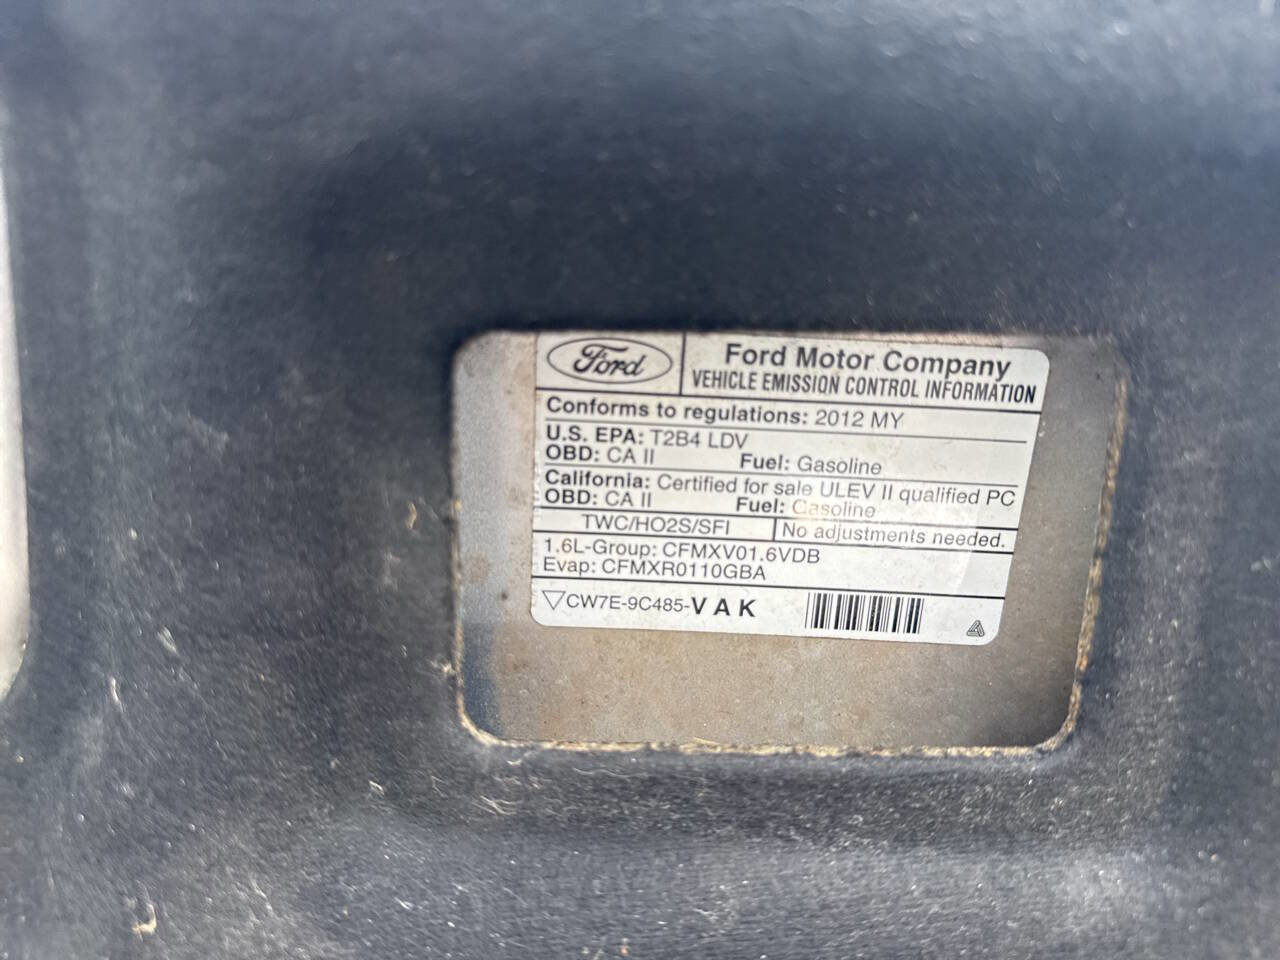 Ford
Ford Motor Company
VEHICLE EMISSION CONTROL INFORMATION
Conforms to regulations: 2012 MY
U.S. EPA: T2B4 LDV
OBD: CA II Fuel: Gasoline
California: Certified for sale ULEV II qualified PC
OBD: CA II Fuel: Gasoline
TWC/HO2S/SFI No adjustments needed.
1.6L-Group: CFMXV01.6VDB
Evap: CFMXR0110GBA
CW7E-9C485-VAK